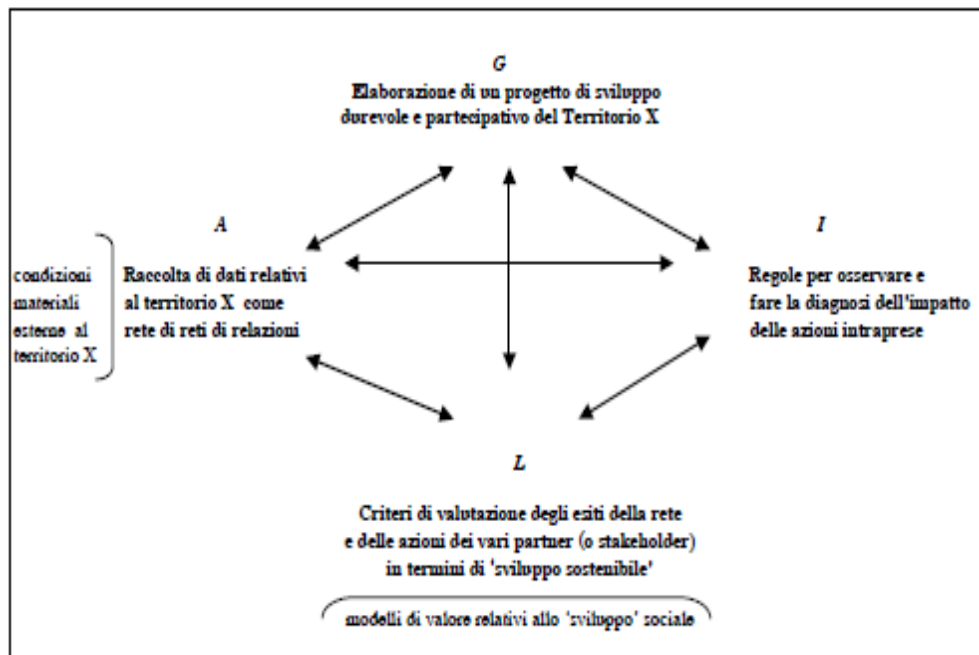 G
Elaborazione di un progetto di sviluppo
durevole e partecipativo del Territorio X
A
I
condizioni
materiali
esterne al
territorio X
Raccolta di dati relativi
al territorio X come
rete di reti di relazioni
Regole per osservare e
fare la diagnosi dell'impatto
delle azioni intraprese
L
Criteri di valutazione degli esiti della rete
e delle azioni dei vari partner (o stakeholder)
in termini di 'sviluppo sostenibile'
modelli di valore relativi allo 'sviluppo' sociale